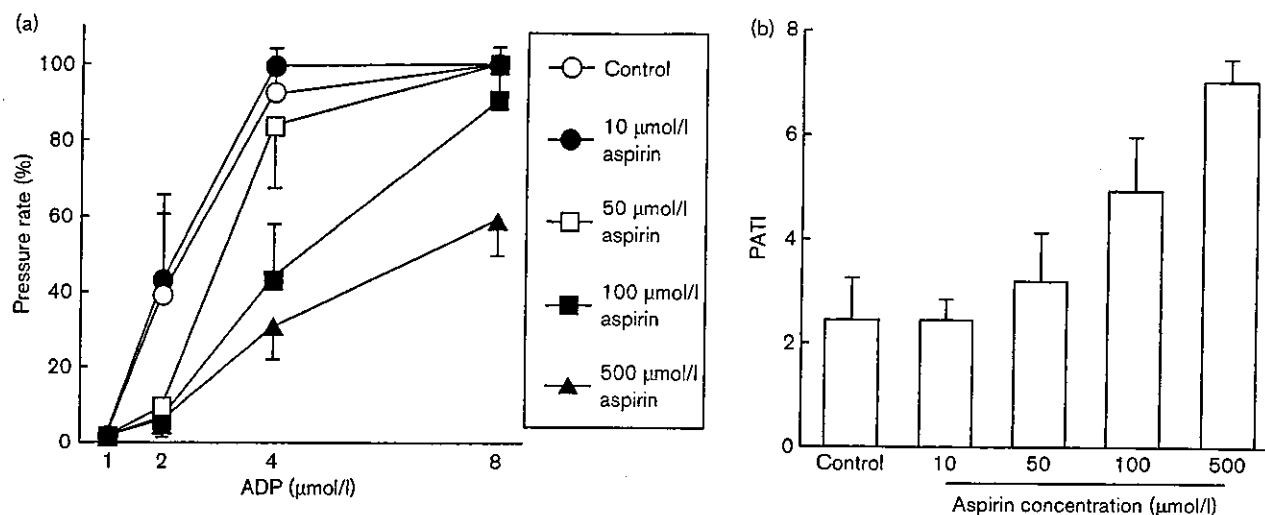 (a)
100
80
60
40
20
0
Pressure rate (%)
1 2 4 8
ADP (μmol/l)
Control
10 μmol/l
aspirin
50 μmol/l
aspirin
100 μmol/l
aspirin
500 μmol/l
aspirin
(b)
8
6
4
2
0
PATI
Control 10 50 100 500
Aspirin concentration (μmol/l)